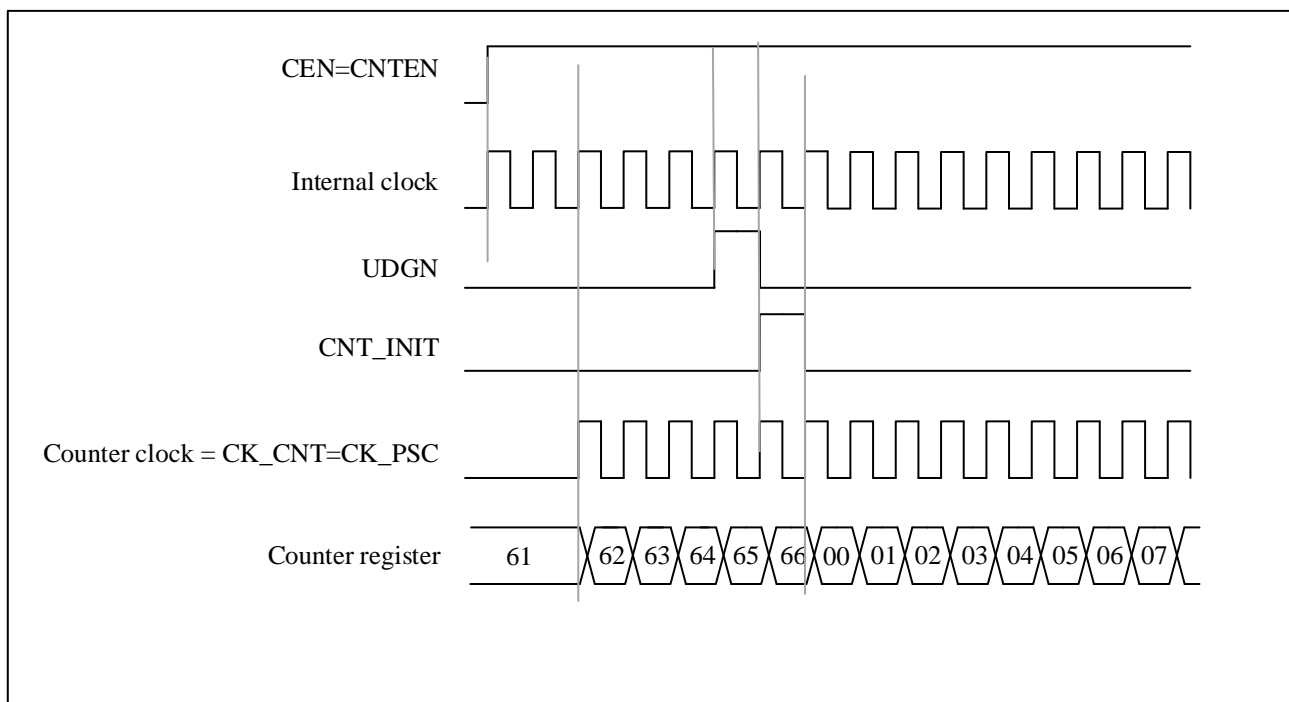 CEN=CNTEN
Internal clock
UDGN
CNT_INIT
Counter clock = CK_CNT=CK_PSC
Counter register 61 62 63 64 65 66 00 01 02 03 04 05 06 07